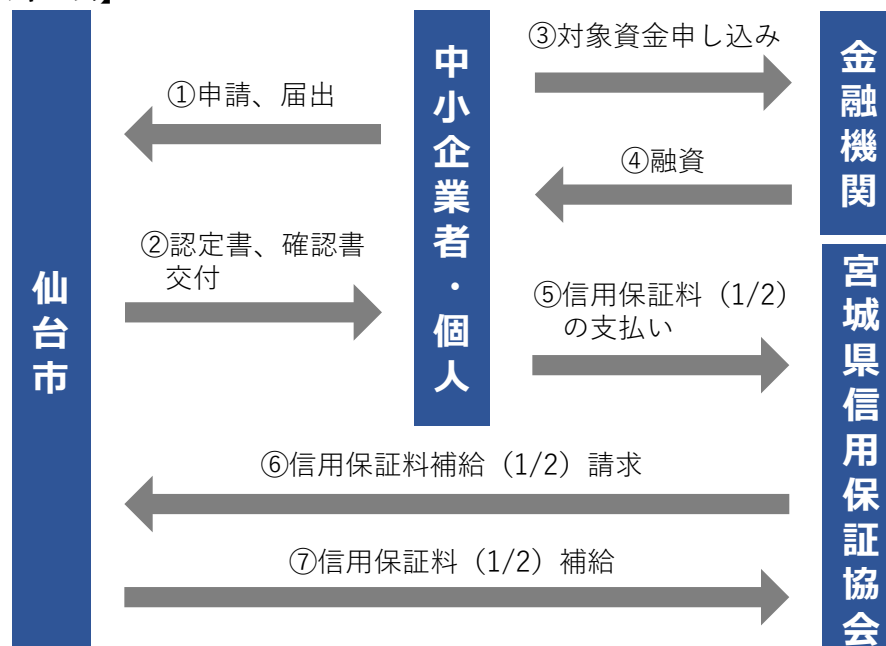 仙台市
中小企業者・個人
金融機関
宮城県信用保証協会
①申請、届出
②認定書、確認書
交付
③対象資金申し込み
④融資
⑤信用保証料（1/2）
の支払い
⑥信用保証料補給（1/2）請求
⑦信用保証料（1/2）補給